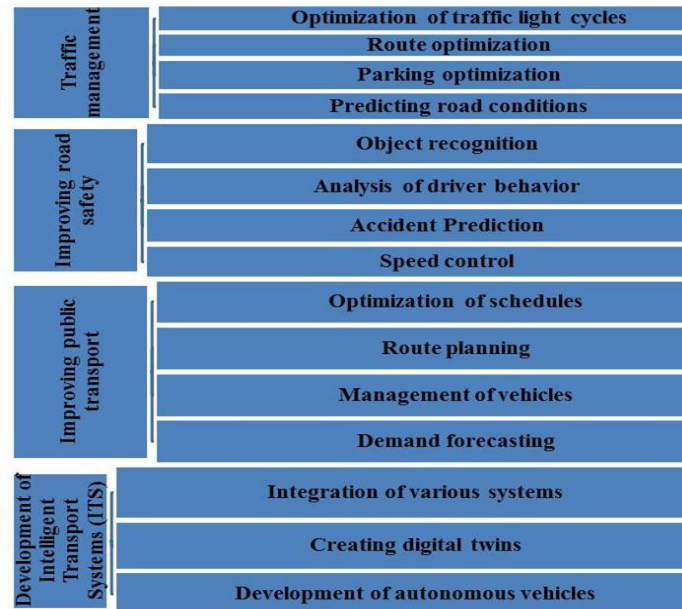 Traffic
management
Optimization of traffic light cycles
Route optimization
Parking optimization
Predicting road conditions
Improving road
safety
Object recognition
Analysis of driver behavior
Accident Prediction
Speed control
Improving public
transport
Optimization of schedules
Route planning
Management of vehicles
Demand forecasting
Development of
Intelligent
Transport
Systems (ITS)
Integration of various systems
Creating digital twins
Development of autonomous vehicles